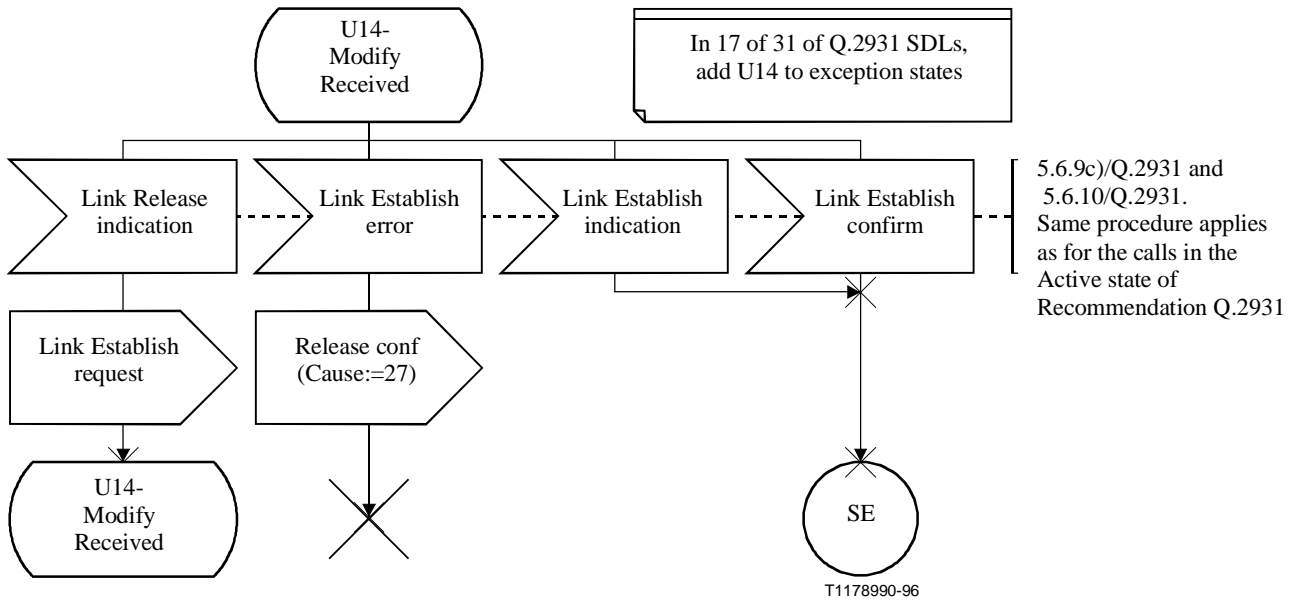 U14-
Modify
Received
In 17 of 31 of Q.2931 SDLs,
add U14 to exception states
Link Release
indication
Link Establish
error
Link Establish
indication
Link Establish
confirm
5.6.9c)/Q.2931 and
5.6.10/Q.2931.
Same procedure applies
as for the calls in the
Active state of
Recommendation Q.2931
Link Establish
request
Release conf
(Cause:=27)
U14-
Modify
Received
SE
T1178990-96